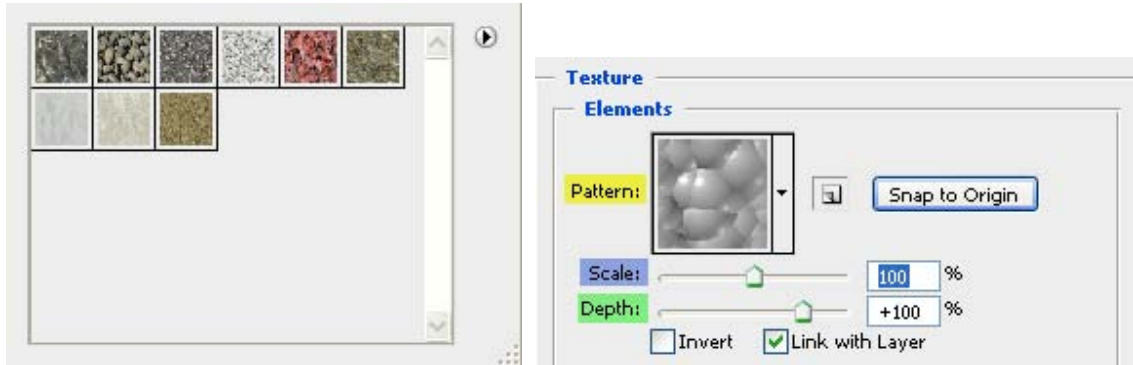 Texture
Elements
Pattern:
Snap to Origin
Scale:
100 %
Depth:
+100 %
Invert Link with Layer